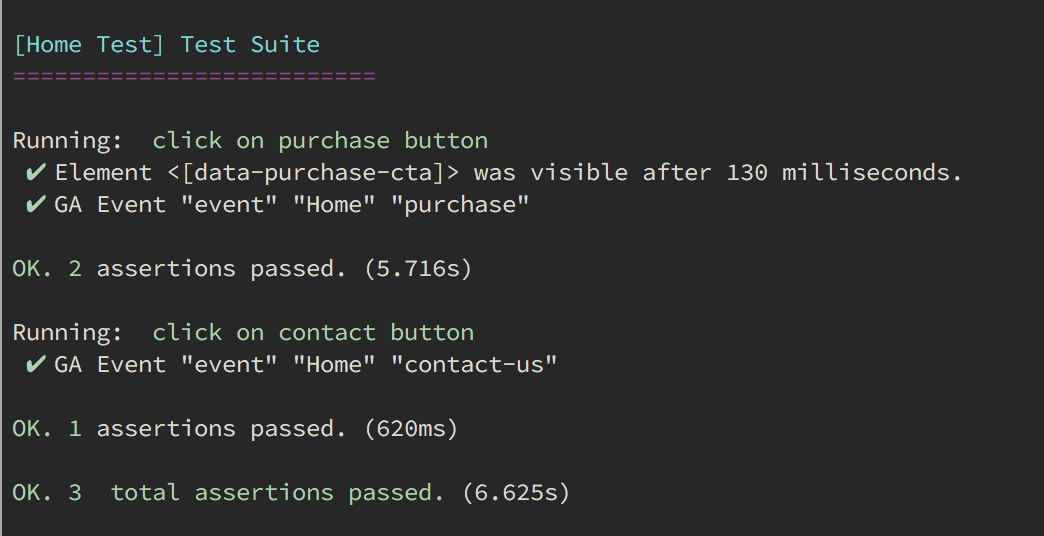 [Home Test] Test Suite
==========================
Running:  click on purchase button
✔ Element <[data-purchase-cta]> was visible after 130 milliseconds.
✔ GA Event "event" "Home" "purchase"
OK. 2 assertions passed. (5.716s)
Running:  click on contact button
✔ GA Event "event" "Home" "contact-us"
OK. 1 assertions passed. (620ms)
OK. 3  total assertions passed. (6.625s)